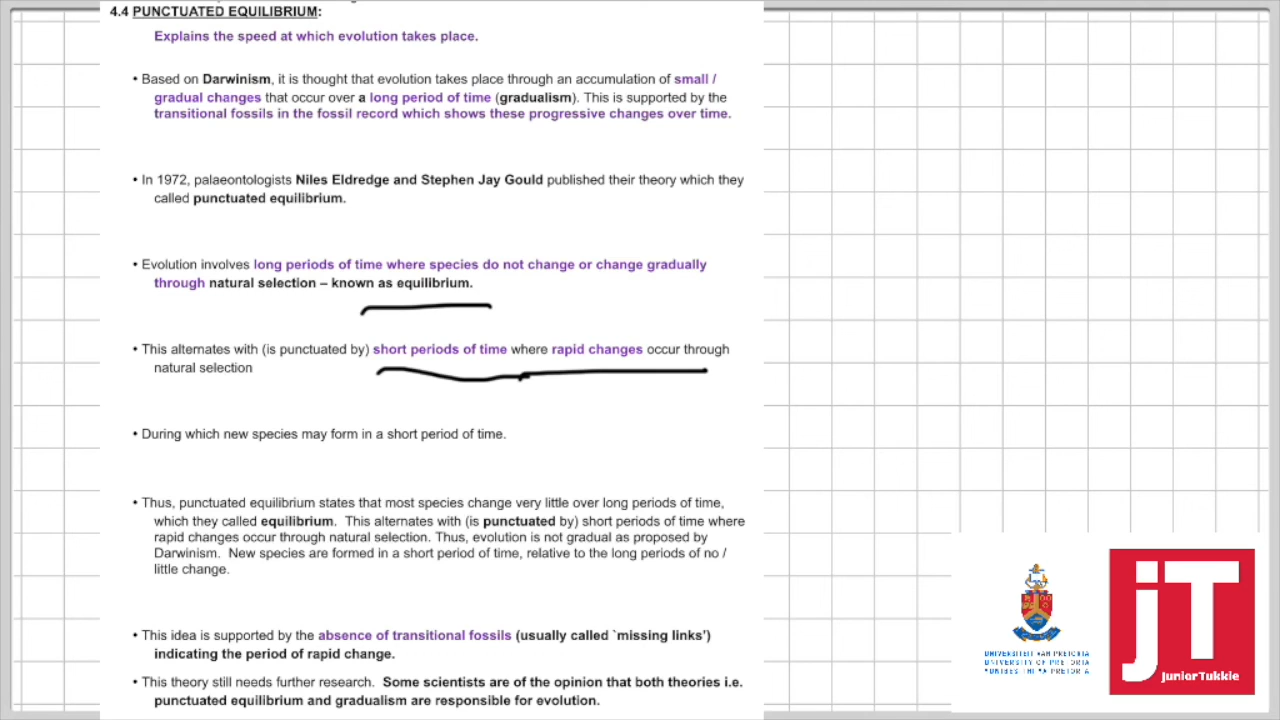 4.4 PUNCTUATED EQUILIBRIUM:
Explains the speed at which evolution takes place.
• Based on Darwinism, it is thought that evolution takes place through an accumulation of small /
gradual changes that occur over a long period of time (gradualism). This is supported by the
transitional fossils in the fossil record which shows these progressive changes over time.
• In 1972, palaeontologists Niles Eldredge and Stephen Jay Gould published their theory which they
called punctuated equilibrium.
• Evolution involves long periods of time where species do not change or change gradually
through natural selection – known as equilibrium.
• This alternates with (is punctuated by) short periods of time where rapid changes occur through
natural selection
• During which new species may form in a short period of time.
• Thus, punctuated equilibrium states that most species change very little over long periods of time,
which they called equilibrium. This alternates with (is punctuated by) short periods of time where
rapid changes occur through natural selection. Thus, evolution is not gradual as proposed by
Darwinism. New species are formed in a short period of time, relative to the long periods of no /
little change.
• This idea is supported by the absence of transitional fossils (usually called `missing links')
indicating the period of rapid change.
• This theory still needs further research. Some scientists are of the opinion that both theories i.e.
punctuated equilibrium and gradualism are responsible for evolution.
UNIVERSITEIT VAN PRETORIA
UNIVERSITY OF PRETORIA
YUNIBESITHI YA PRETORIA
jT
juniorTukkie